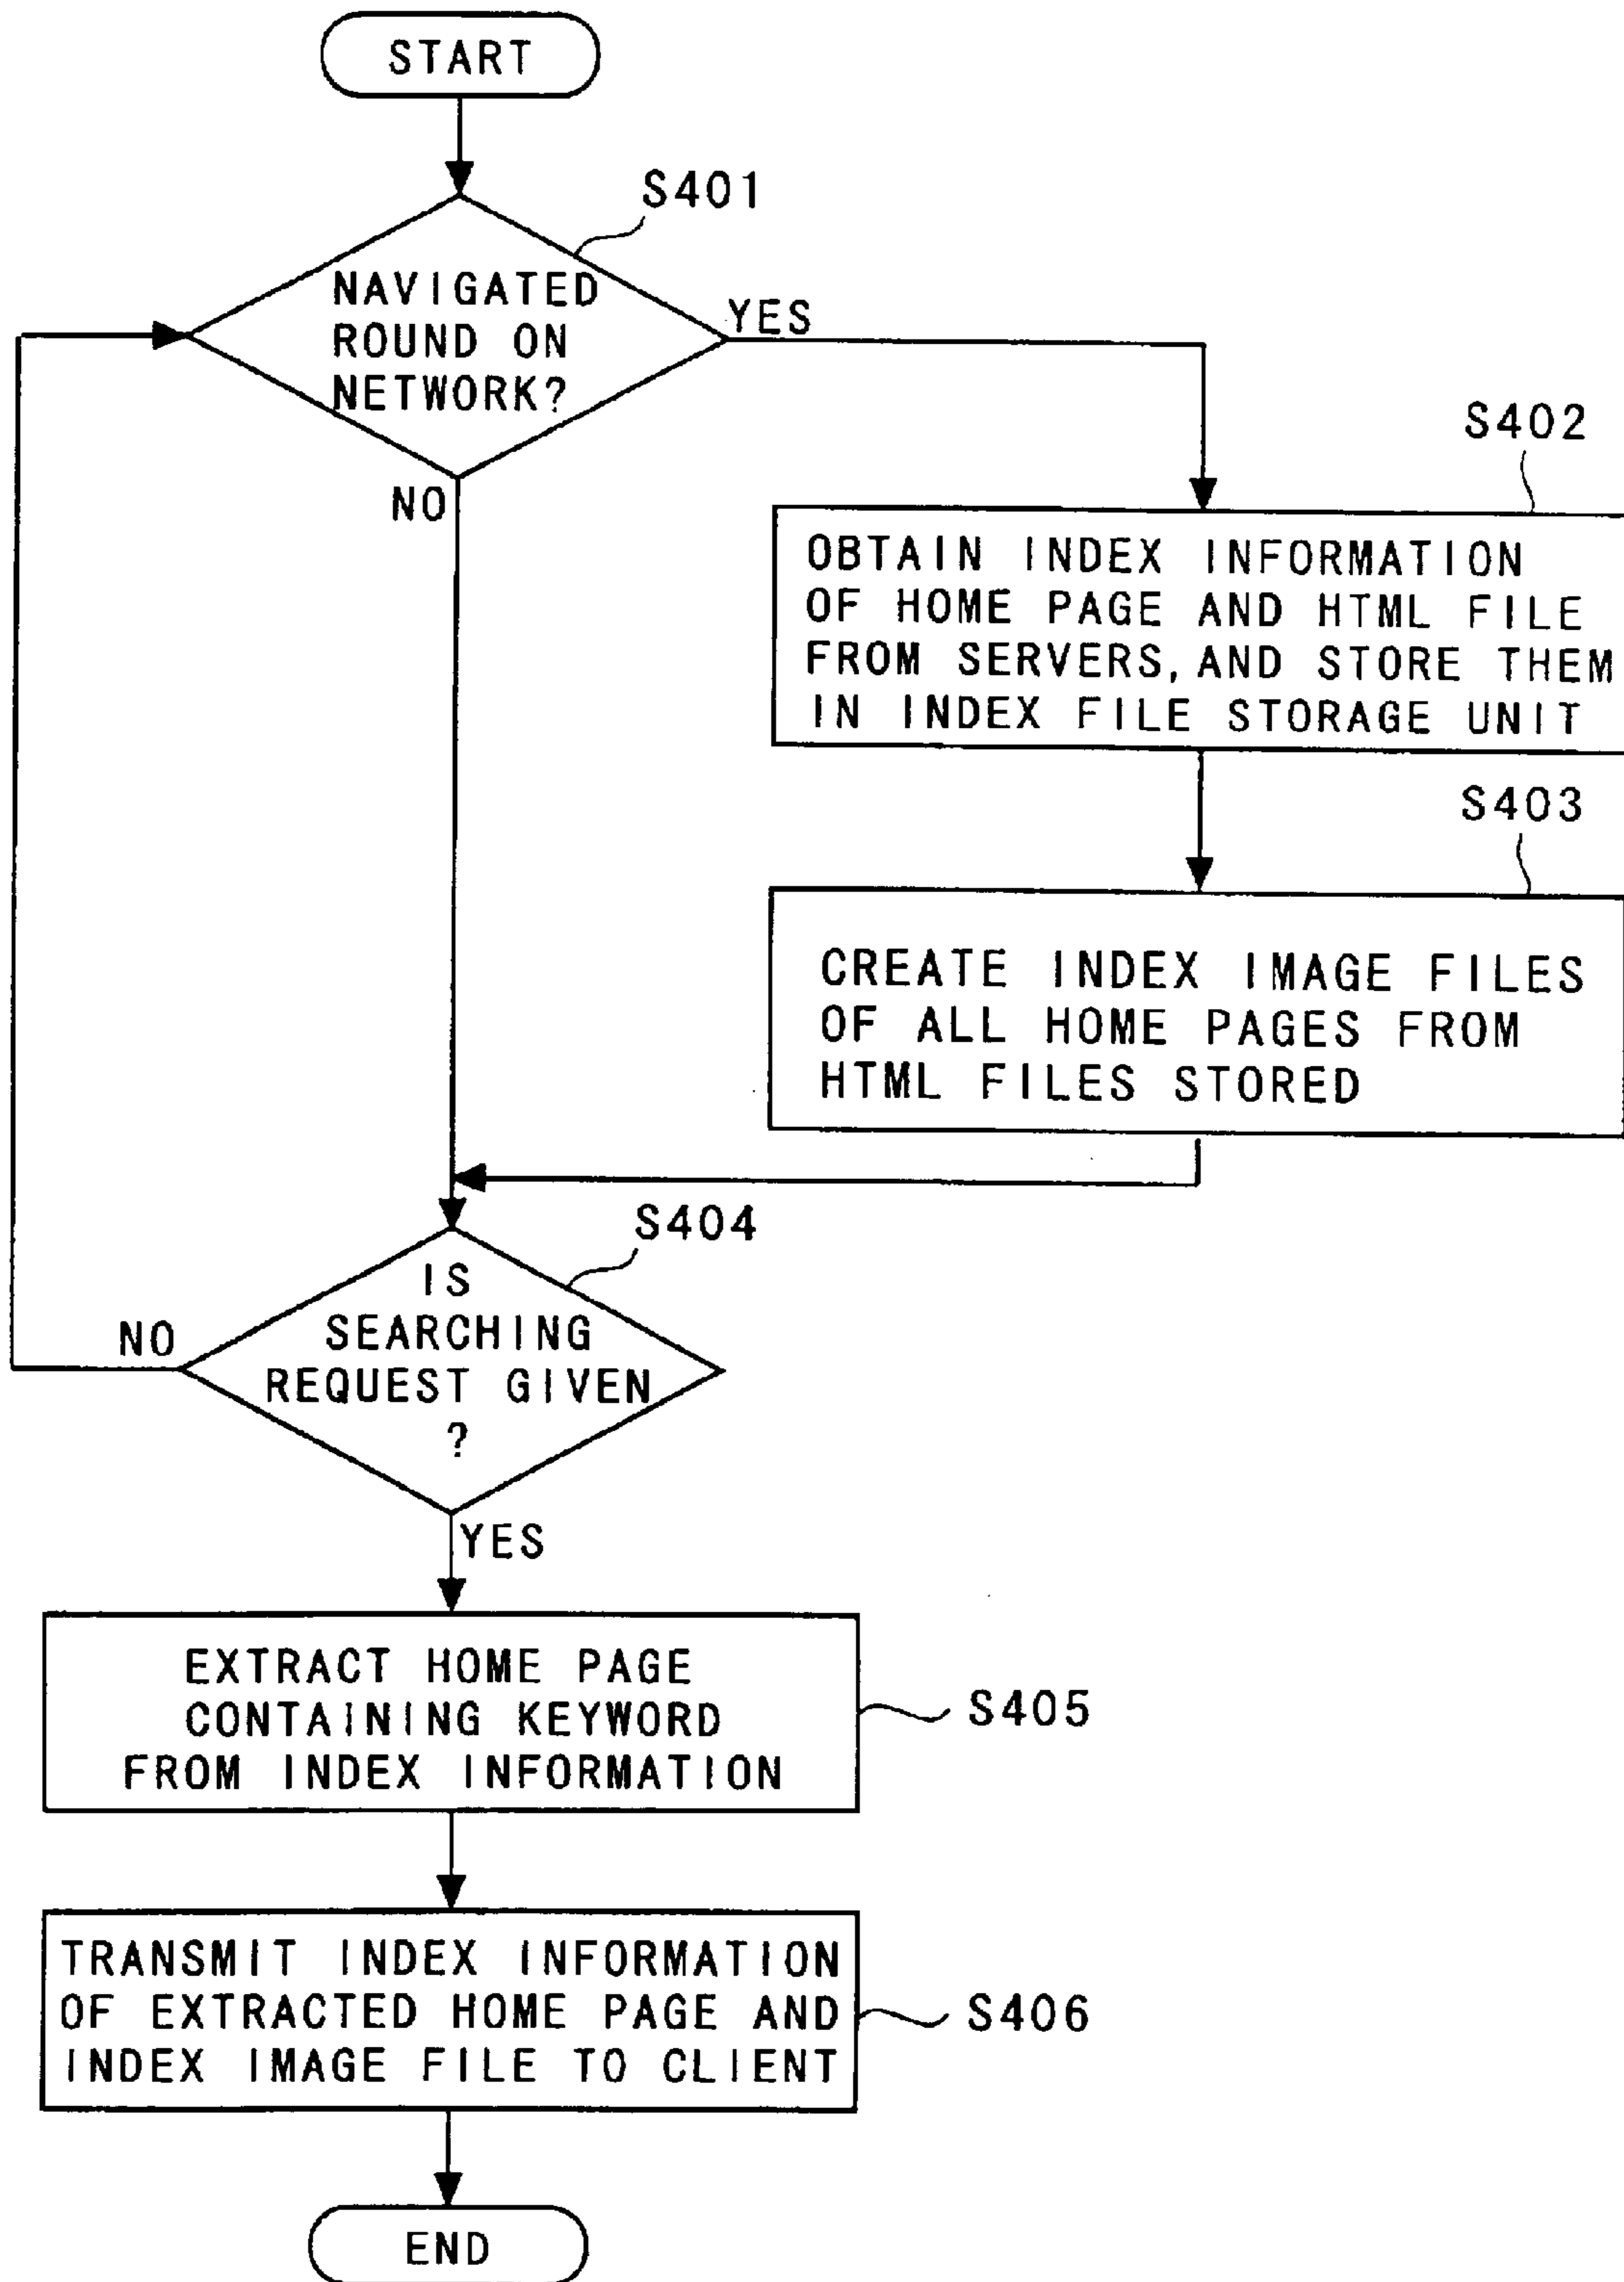 START
S401
NAVIGATED
ROUND ON
NETWORK?
YES
NO
S402
OBTAIN INDEX INFORMATION
OF HOME PAGE AND HTML FILE
FROM SERVERS, AND STORE THEM
IN INDEX FILE STORAGE UNIT
S403
CREATE INDEX IMAGE FILES
OF ALL HOME PAGES FROM
HTML FILES STORED
S404
IS
SEARCHING
REQUEST GIVEN
?
NO
YES
EXTRACT HOME PAGE
CONTAINING KEYWORD
FROM INDEX INFORMATION
S405
TRANSMIT INDEX INFORMATION
OF EXTRACTED HOME PAGE AND
INDEX IMAGE FILE TO CLIENT
S406
END